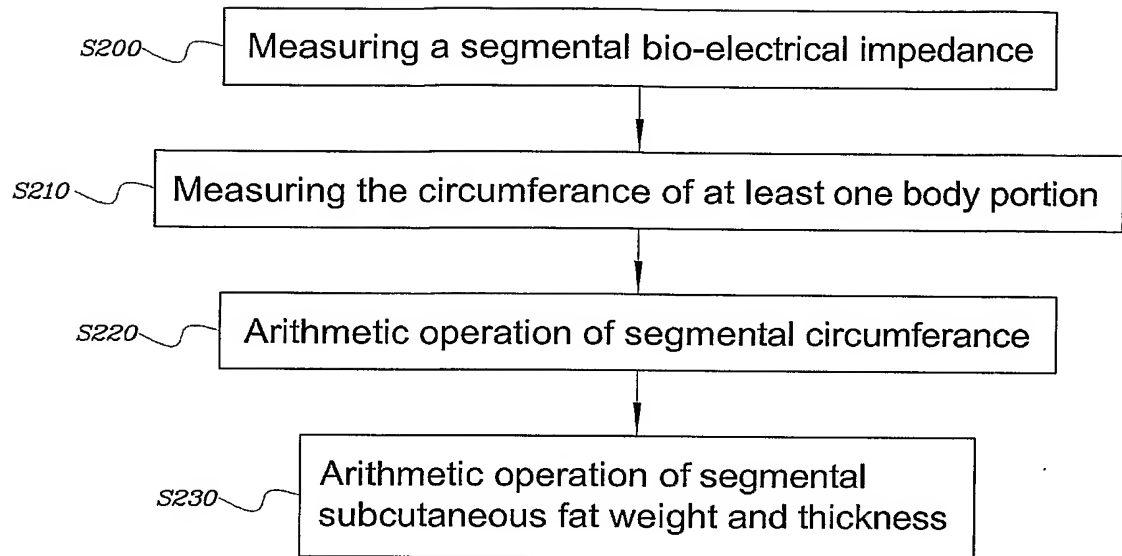 S200 Measuring a segmental bio-electrical impedance
S210 Measuring the circumferance of at least one body portion
S220 Arithmetic operation of segmental circumferance
S230 Arithmetic operation of segmental
subcutaneous fat weight and thickness